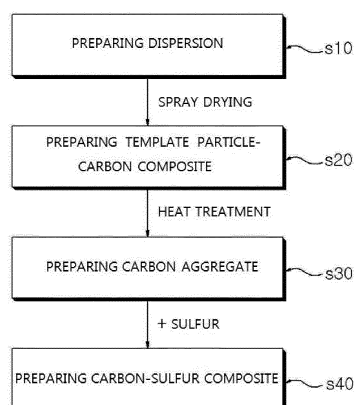 PREPARING DISPERSION
s10
SPRAY DRYING
PREPARING TEMPLATE PARTICLE-
CARBON COMPOSITE
s20
HEAT TREATMENT
PREPARING CARBON AGGREGATE
s30
+ SULFUR
PREPARING CARBON-SULFUR COMPOSITE
s40